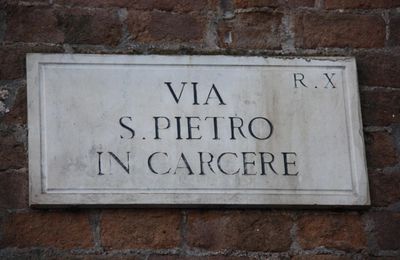 VIA
R.X
S.PIETRO
IN CARCERE